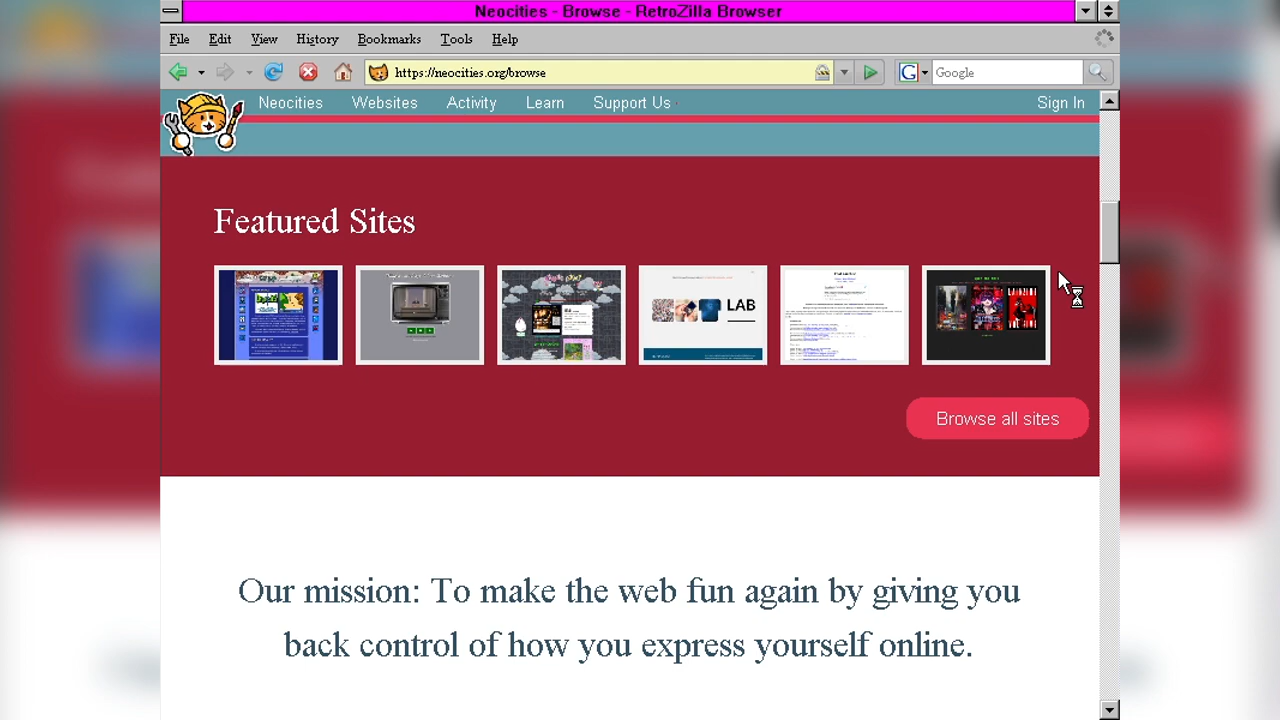 Neocities - Browse - RetroZilla Browser
File Edit View History Bookmarks Tools Help
https://neocities.org/browse
G Google
Neocities Websites Activity Learn Support Us Sign In
Featured Sites
LAB
Browse all sites
Our mission: To make the web fun again by giving you
back control of how you express yourself online.